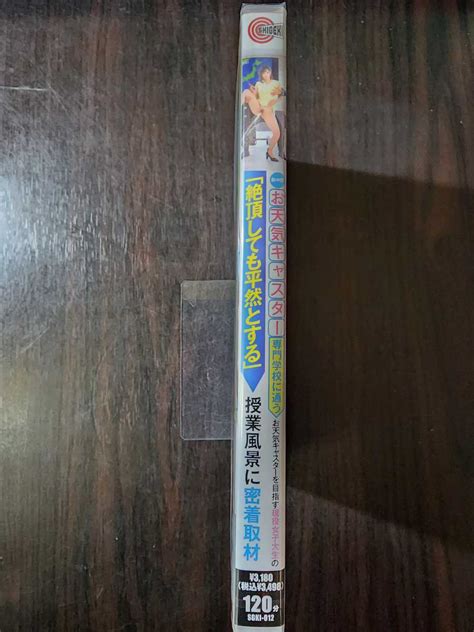 SHIGEKI
お天気キャスター専門学校に通う
お天気キャスターを目指す現役女子大生の
「絶頂しても平然とする」
授業風景に密着取材
¥3,180
(税込¥3,498)
120分
SGKI-012